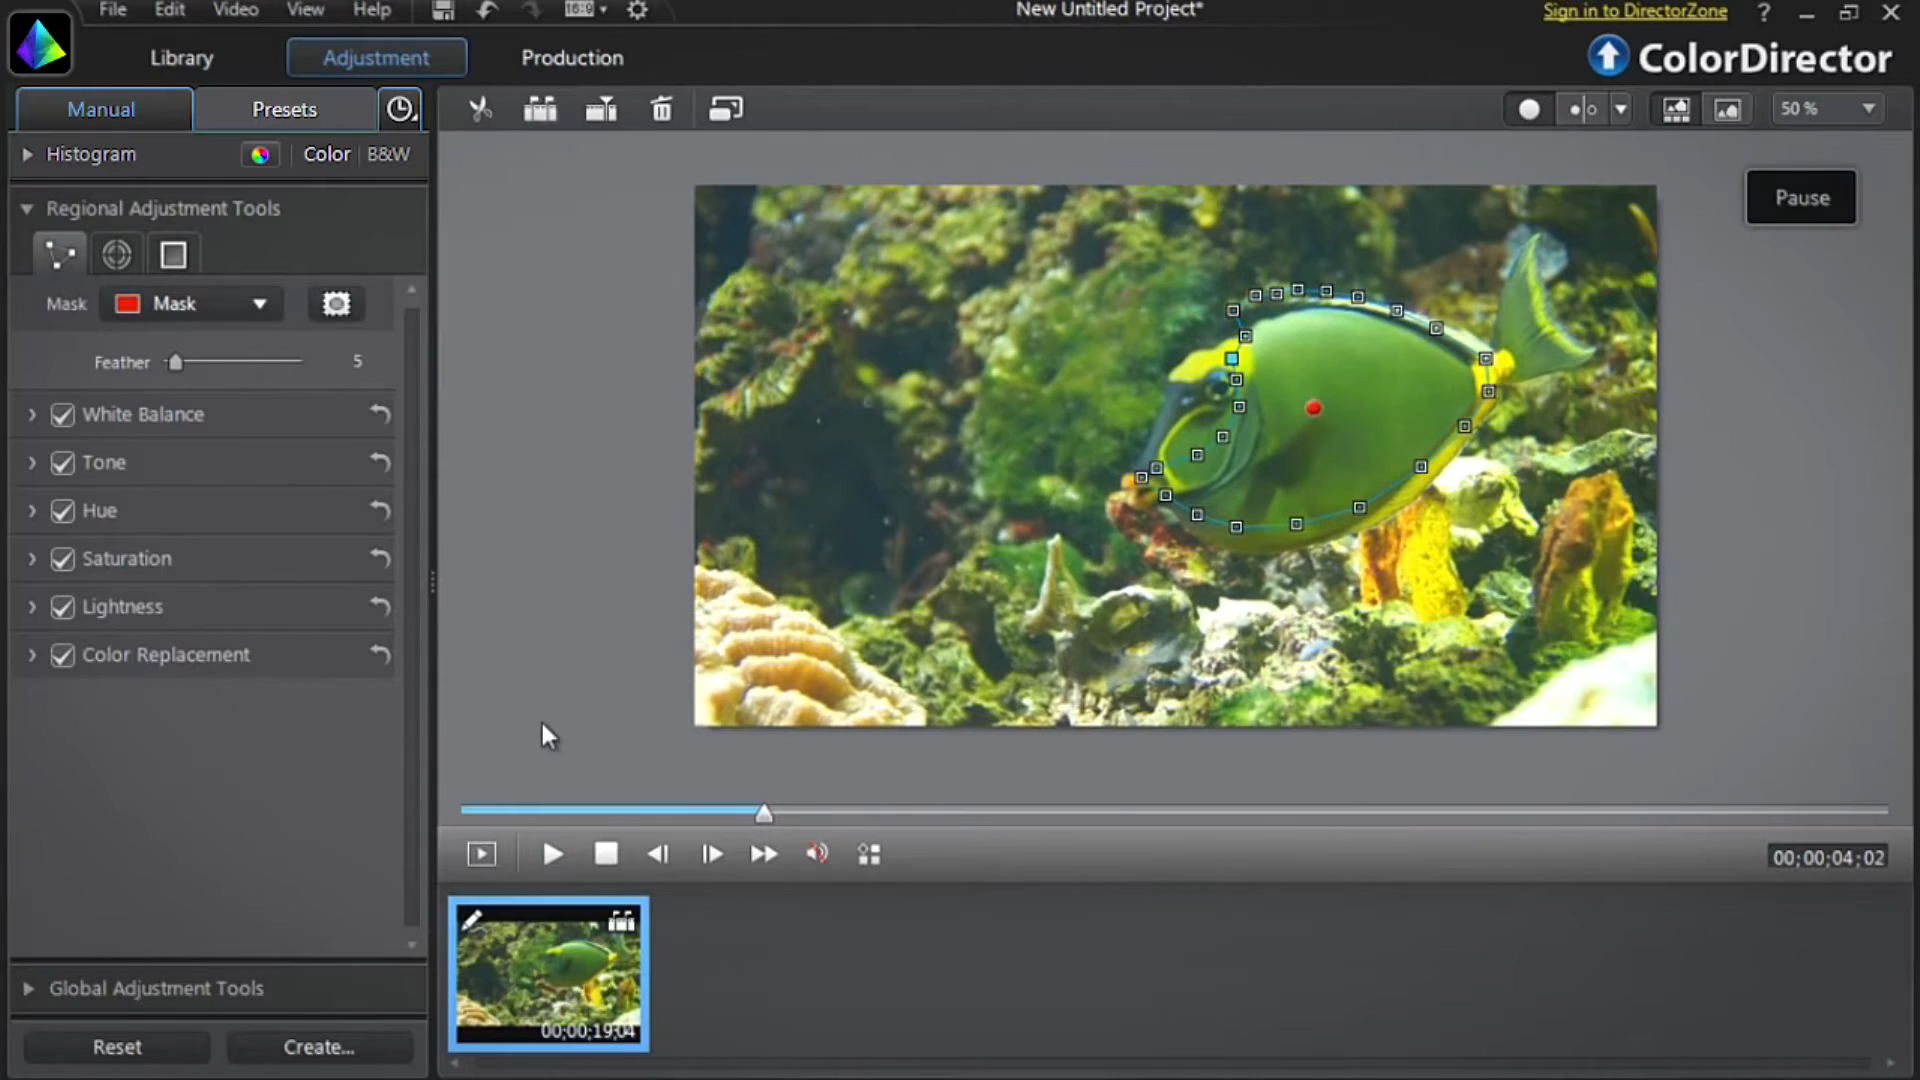 File Edit Video View Help 16:9 New Untitled Project* Sign in to DirectorZone ?
Library Adjustment Production ColorDirector
Manual Presets 50 %
Histogram Color B&W
Pause
Regional Adjustment Tools
Mask Mask
Feather 5
White Balance
Tone
Hue
Saturation
Lightness
Color Replacement
00;00;04;02
00;00;19;04
Global Adjustment Tools
Reset Create...